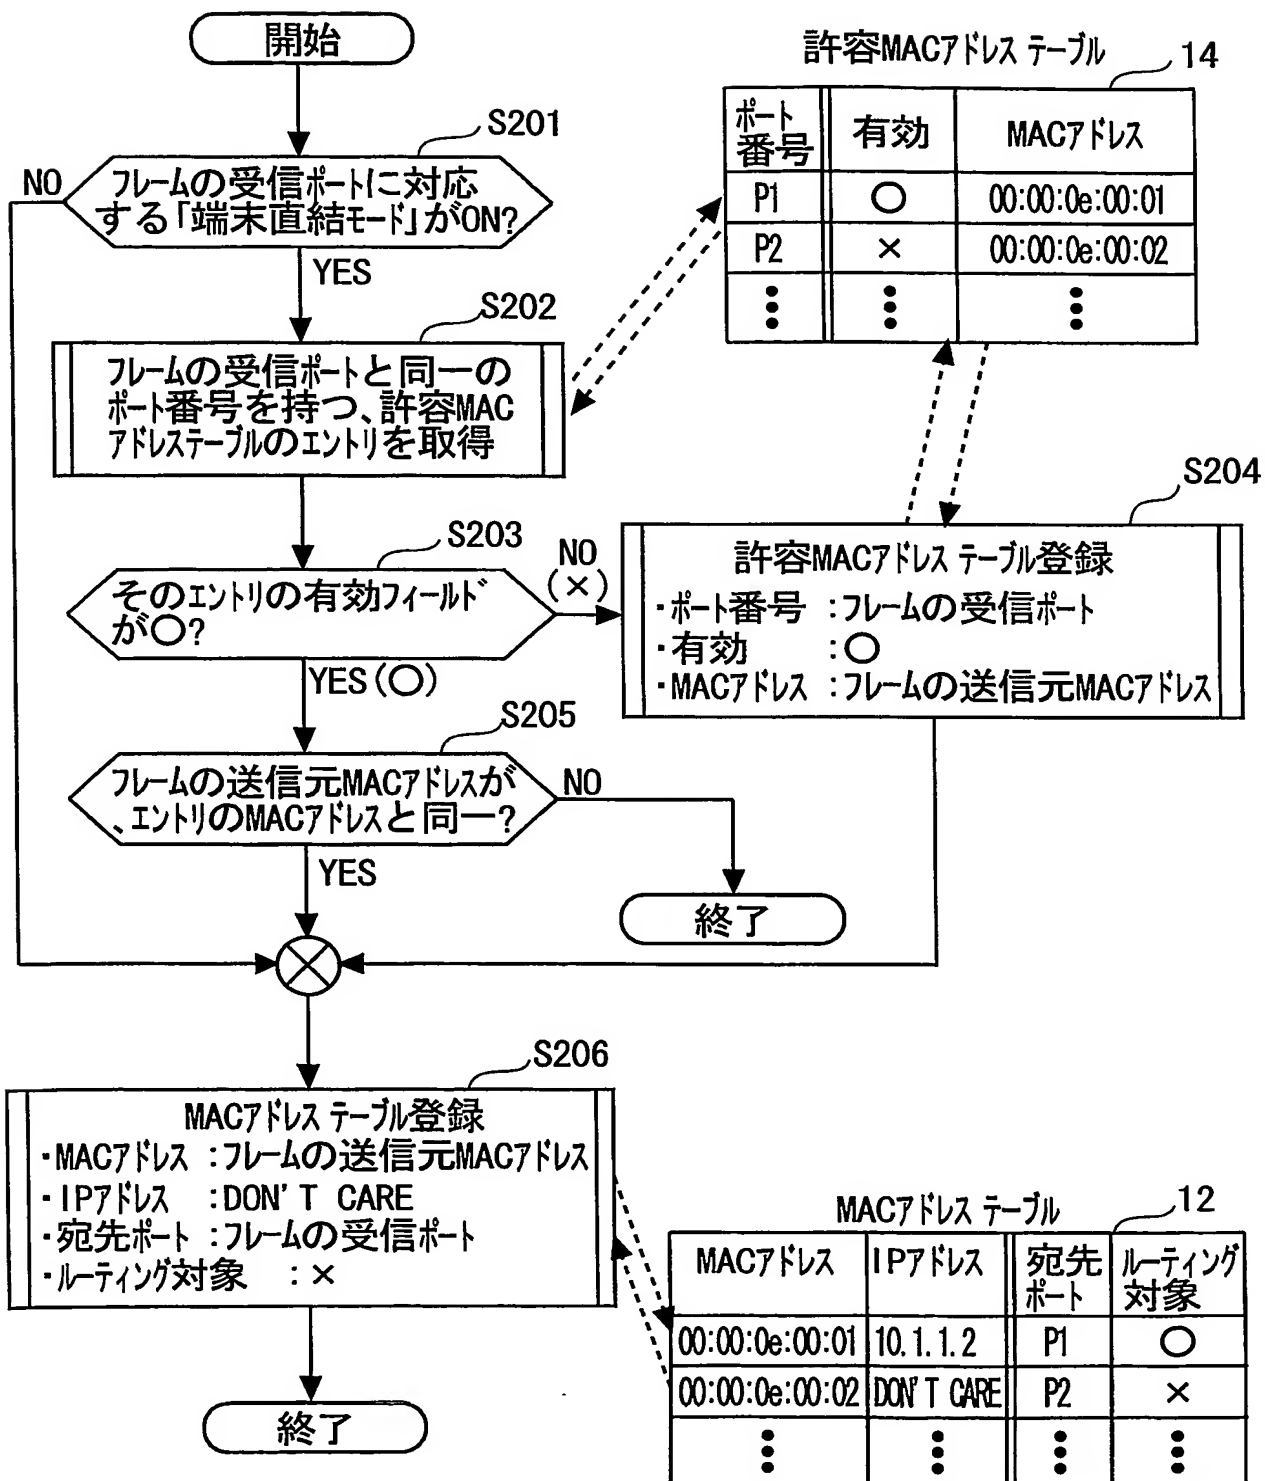 開始
S201
NO
フレームの受信ポートに対応
する「端末直結モード」がON?
YES
S202
フレームの受信ポートと同一の
ポート番号を持つ、許容MAC
アドレステーブルのエントリを取得
S203
そのエントリの有効フィールド
が〇?
NO
(×)
YES(〇)
S205
フレームの送信元MACアドレスが
、エントリのMACアドレスと同一?
NO
YES
終了
許容MACアドレス テーブル
14
ポート
番号
有効
MACアドレス
P1
〇
00:00:0e:00:01
P2
×
00:00:0e:00:02
S204
許容MACアドレス テーブル登録
・ポート番号 :フレームの受信ポート
・有効 :〇
・MACアドレス :フレームの送信元MACアドレス
S206
MACアドレス テーブル登録
・MACアドレス :フレームの送信元MACアドレス
・IPアドレス :DON'T CARE
・宛先ポート :フレームの受信ポート
・ルーティング対象 :×
終了
MACアドレス テーブル
12
MACアドレス
IPアドレス
宛先
ポート
ルーティング
対象
00:00:0e:00:01
10.1.1.2
P1
〇
00:00:0e:00:02
DON'T CARE
P2
×